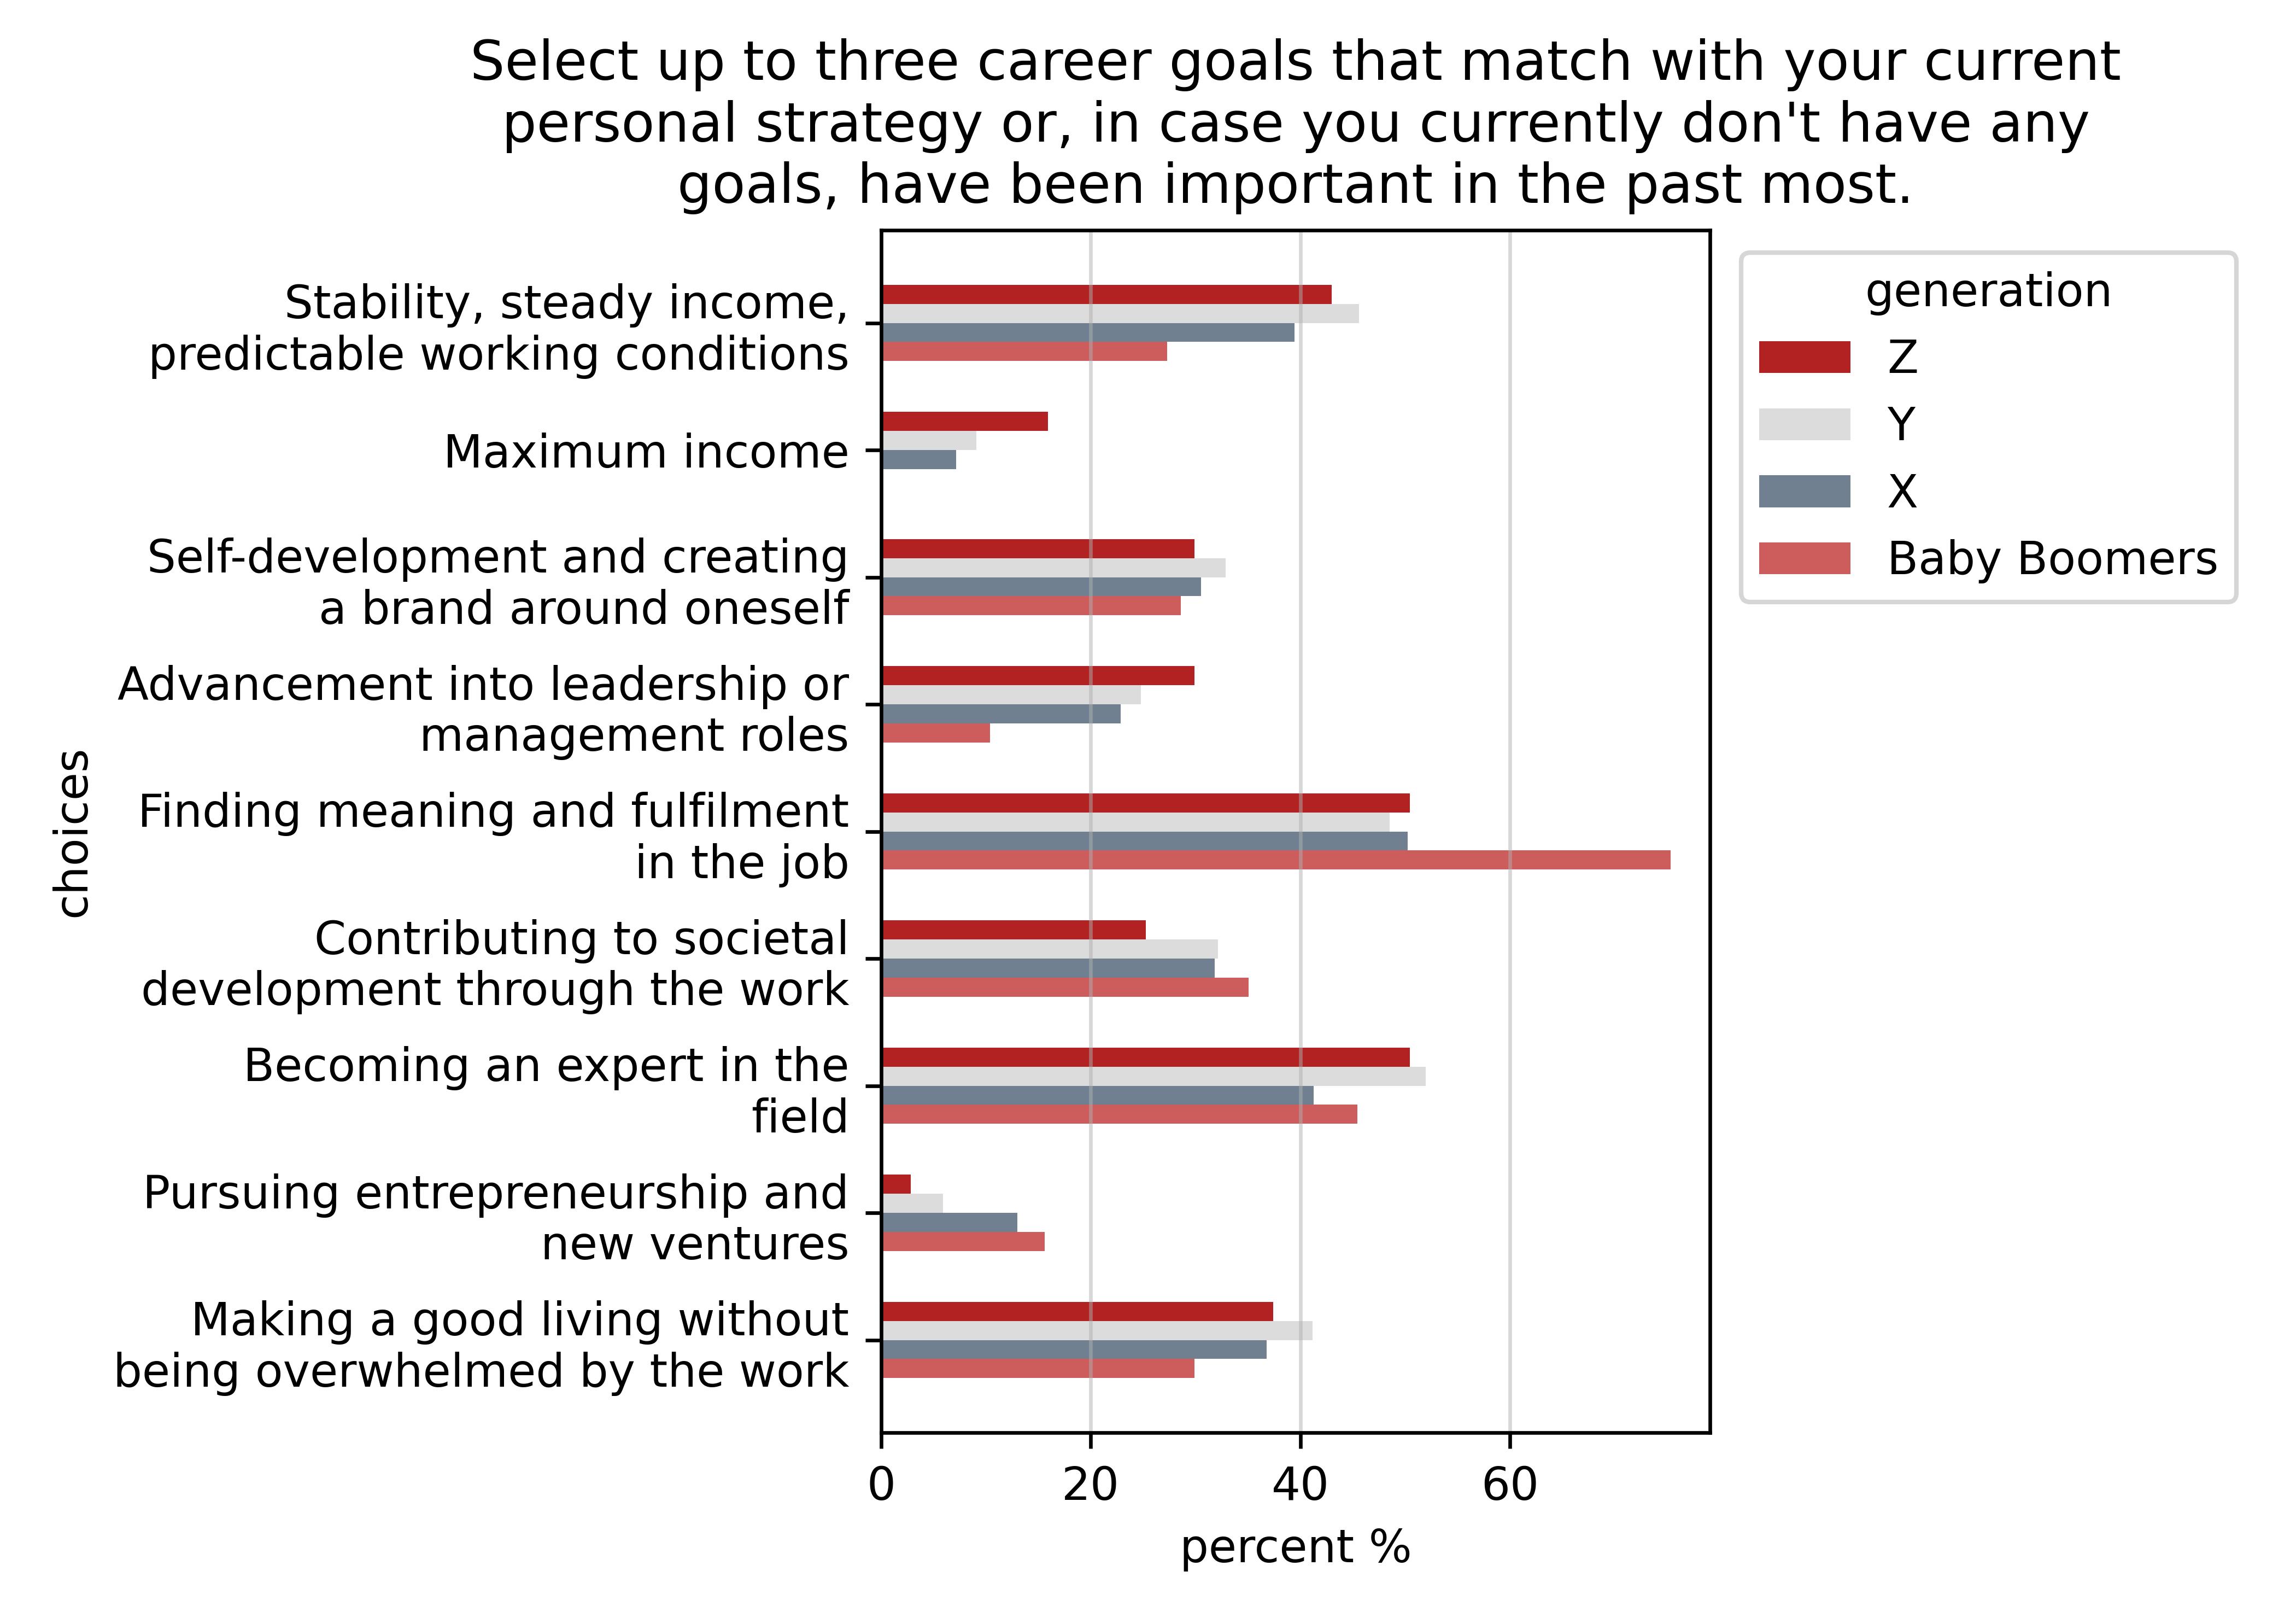 Select up to three career goals that match with your current
personal strategy or, in case you currently don't have any
goals, have been important in the past most.
generation
Z
Y
X
Baby Boomers
choices
Stability, steady income,
predictable working conditions
Maximum income
Self-development and creating
a brand around oneself
Advancement into leadership or
management roles
Finding meaning and fulfilment
in the job
Contributing to societal
development through the work
Becoming an expert in the
field
Pursuing entrepreneurship and
new ventures
Making a good living without
being overwhelmed by the work
0 20 40 60
percent %